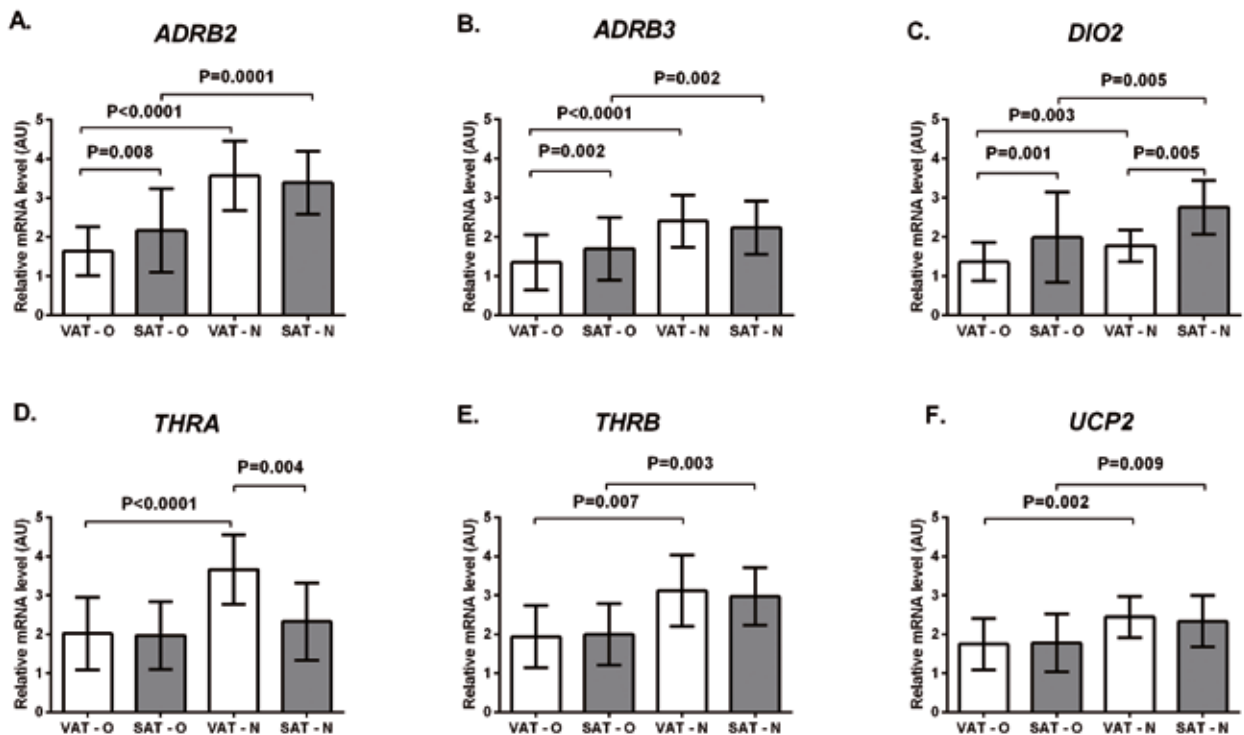 A.
ADRB2
P=0.0001
P<0.0001
P=0.008
Relative mRNA level (AU)
5
4
3
2
1
0
VAT - O SAT - O VAT - N SAT - N
B.
ADRB3
P=0.002
P<0.0001
P=0.002
Relative mRNA level (AU)
5
4
3
2
1
0
VAT - O SAT - O VAT - N SAT - N
C.
DIO2
P=0.005
P=0.003
P=0.001
P=0.005
Relative mRNA level (AU)
5
4
3
2
1
0
VAT - O SAT - O VAT - N SAT - N
D.
THRA
P=0.004
P<0.0001
Relative mRNA level (AU)
5
4
3
2
1
0
VAT - O SAT - O VAT - N SAT - N
E.
THRB
P=0.003
P=0.007
Relative mRNA level (AU)
5
4
3
2
1
0
VAT - O SAT - O VAT - N SAT - N
F.
UCP2
P=0.009
P=0.002
Relative mRNA level (AU)
5
4
3
2
1
0
VAT - O SAT - O VAT - N SAT - N